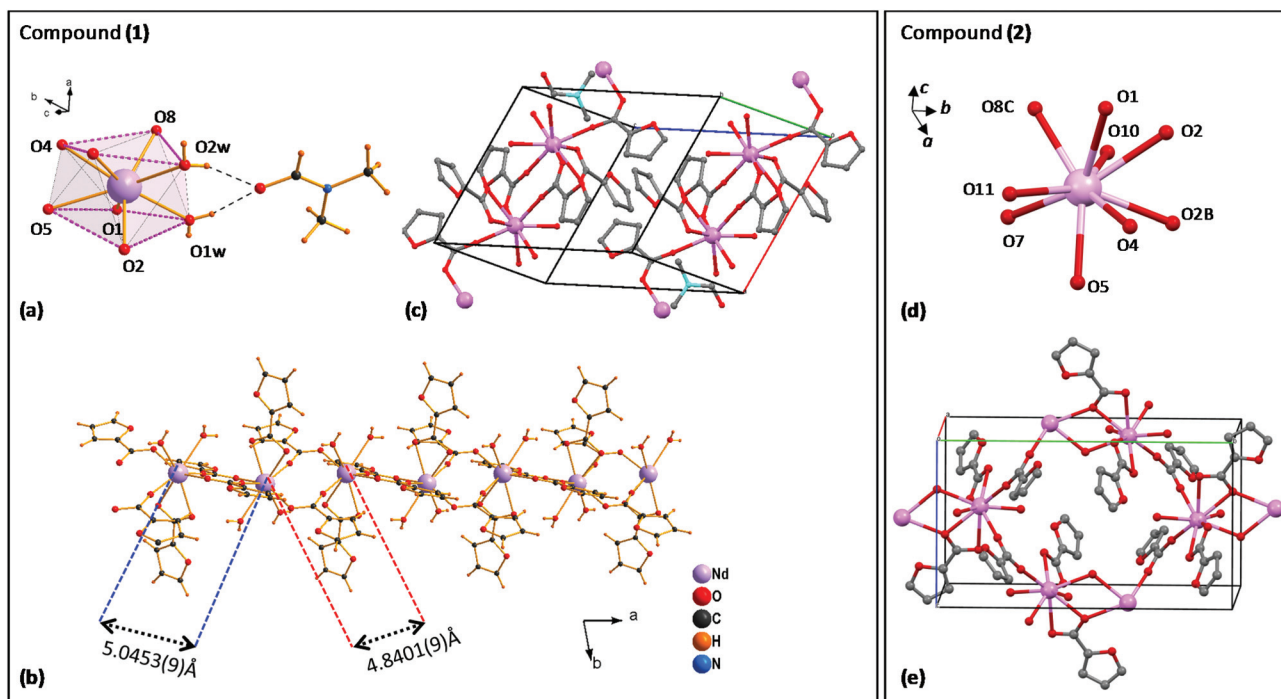 Compound (1)
a
b
c
O4
O8
O2w
O5
O1
O1w
O2
(a)
(c)
5.0453(9)Å
4.8401(9)Å
Nd
O
C
H
N
a
b
(b)
Compound (2)
c
b
a
O8C
O1
O2
O10
O11
O7
O4
O2B
O5
(d)
(e)